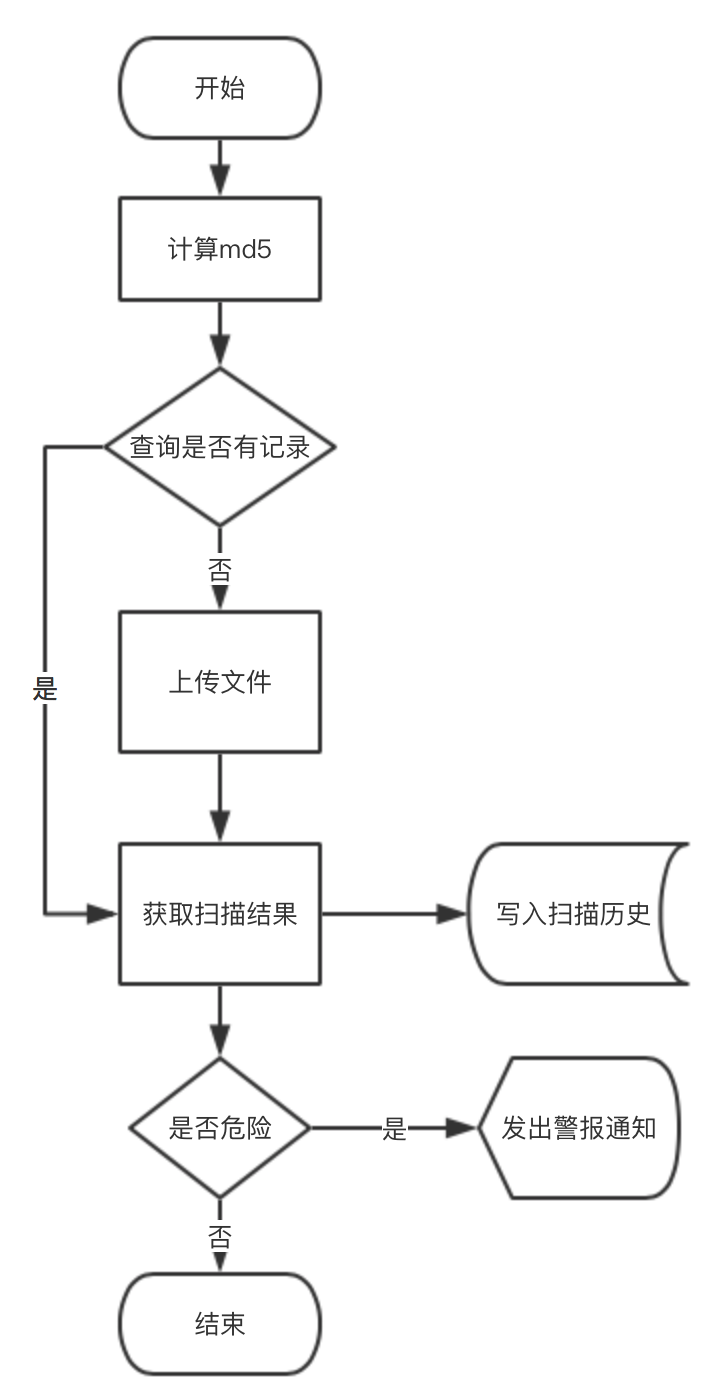 开始
计算md5
查询是否有记录
否
上传文件
是
获取扫描结果
写入扫描历史
是否危险
是
发出警报通知
否
结束